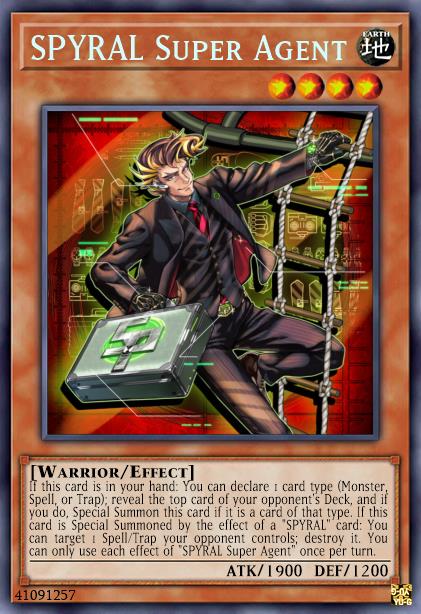 SPYRAL Super Agent
EARTH
地
[Warrior/Effect]
If this card is in your hand: You can declare 1 card type (Monster,
Spell, or Trap); reveal the top card of your opponent's Deck, and if
you do, Special Summon this card if it is a card of that type. If this
card is Special Summoned by the effect of a "SPYRAL" card: You
can target 1 Spell/Trap your opponent controls; destroy it. You
can only use each effect of "SPYRAL Super Agent" once per turn.
ATK/1900 DEF/1200
41091257